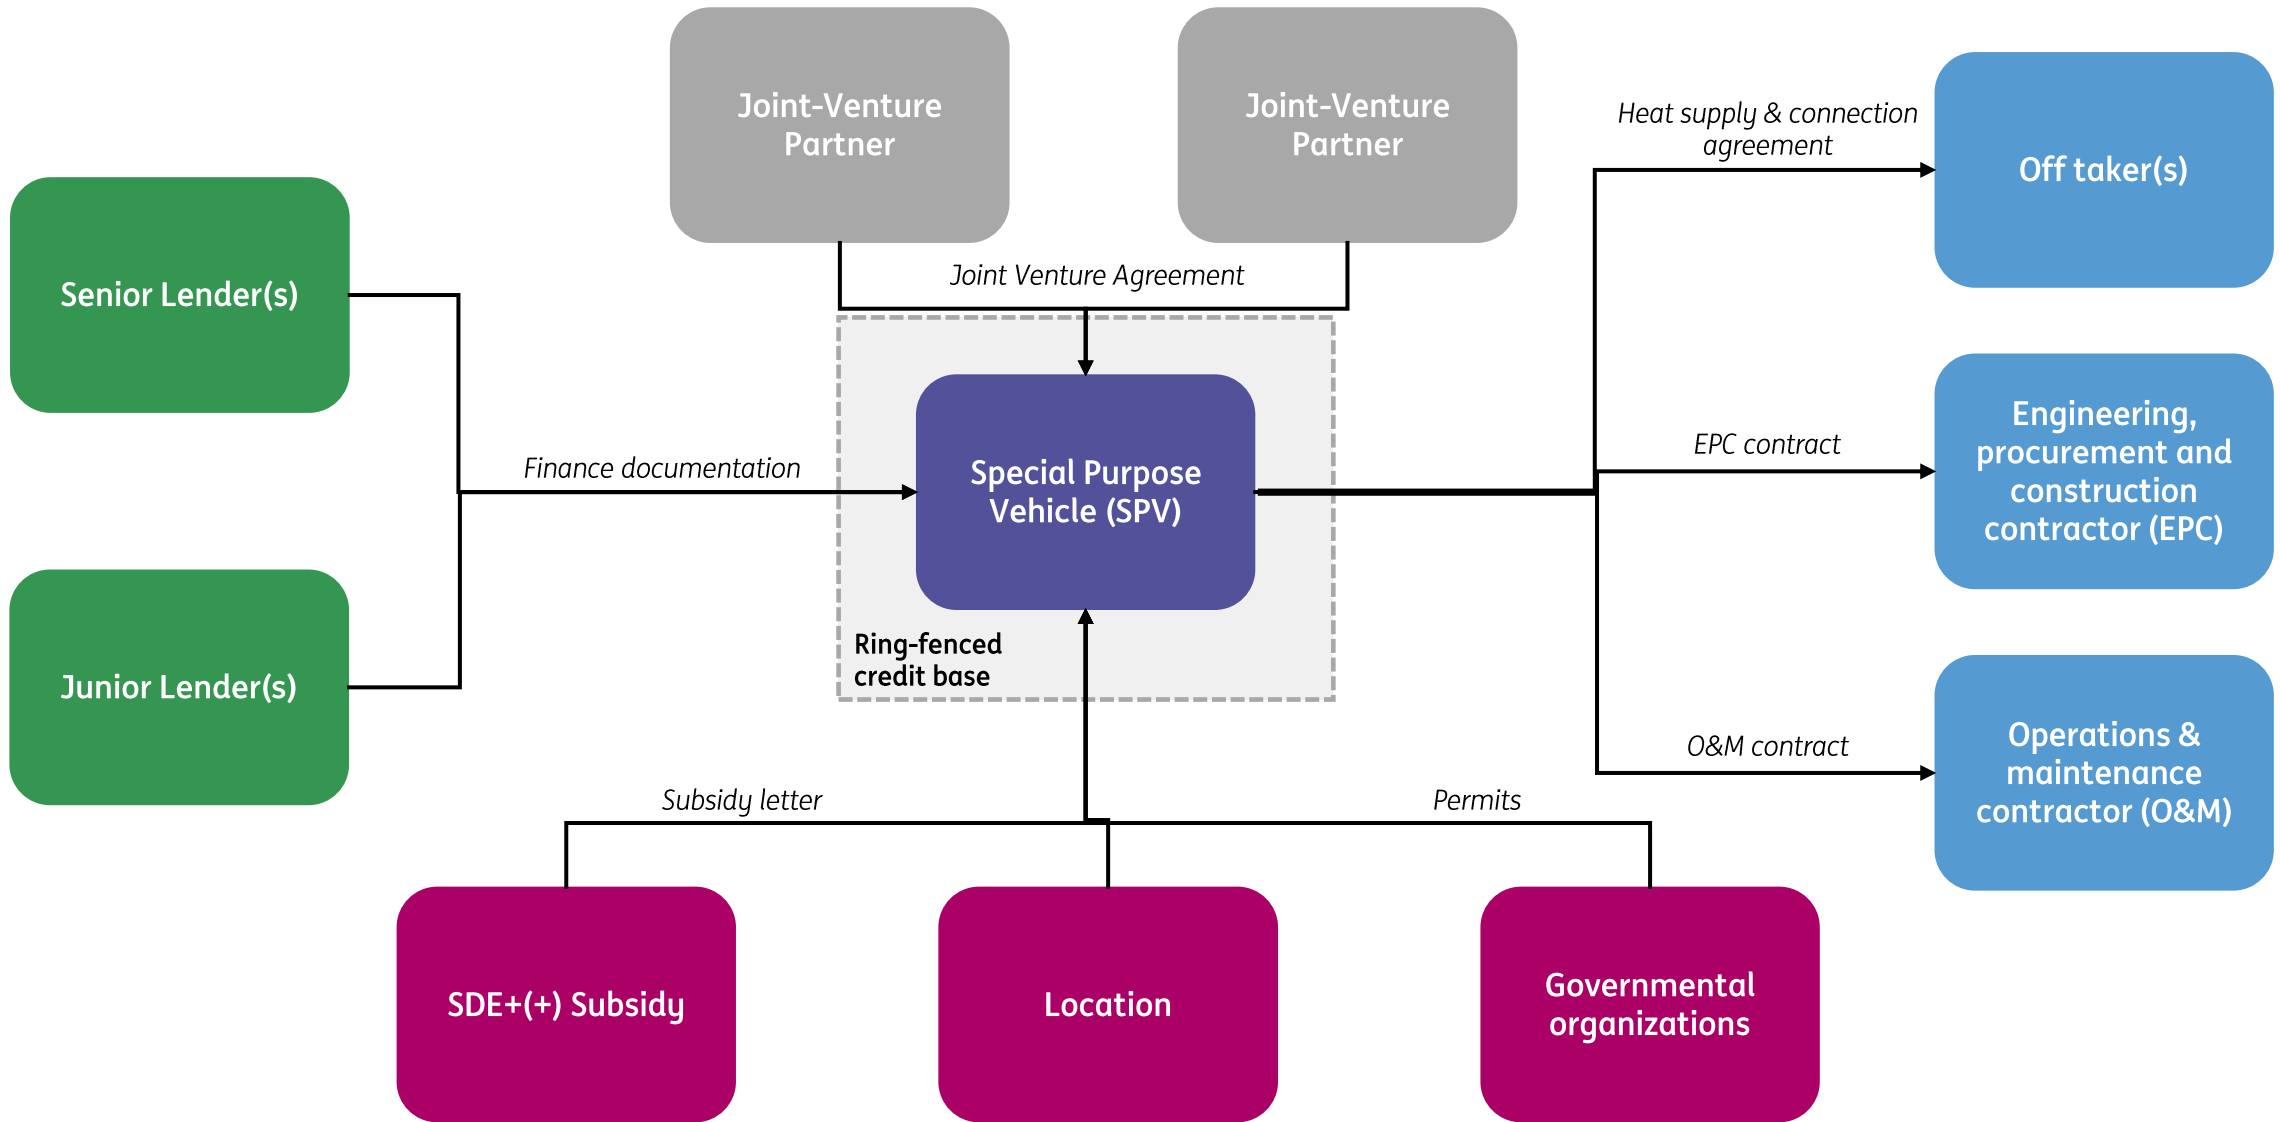 Joint-Venture
Partner
Joint-Venture
Partner
Heat supply & connection
agreement
Off taker(s)
Senior Lender(s)
Joint Venture Agreement
Finance documentation
Special Purpose
Vehicle (SPV)
EPC contract
Engineering,
procurement and
construction
contractor (EPC)
Ring-fenced
credit base
Junior Lender(s)
O&M contract
Operations &
maintenance
contractor (O&M)
Subsidy letter
Permits
SDE+(+) Subsidy
Location
Governmental
organizations